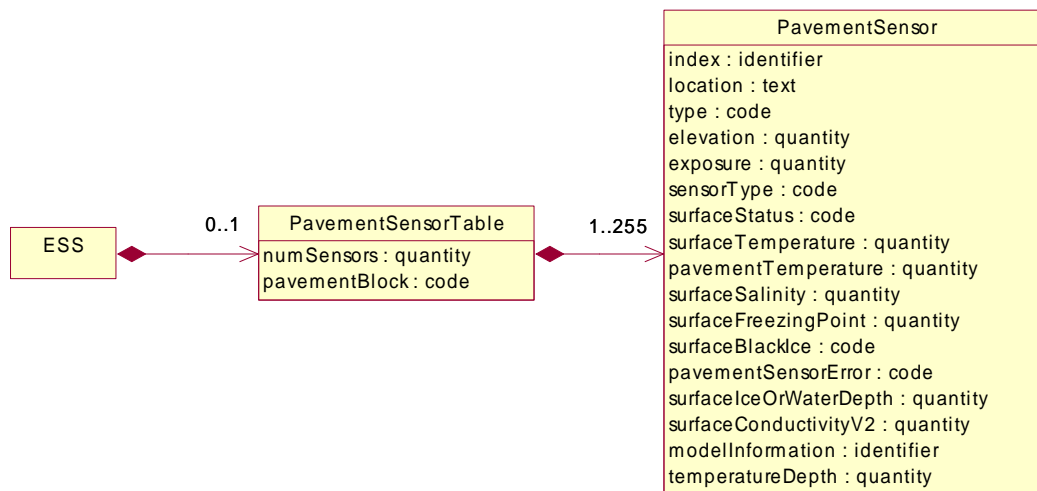 PavementSensor
index : identifier
location : text
type : code
elevation : quantity
exposure : quantity
sensorType : code
surfaceStatus : code
surfaceTemperature : quantity
pavementTemperature : quantity
surfaceSalinity : quantity
surfaceFreezingPoint : quantity
surfaceBlackIce : code
pavementSensorError : code
surfaceIceOrWaterDepth : quantity
surfaceConductivityV2 : quantity
modelInformation : identifier
temperatureDepth : quantity
ESS
0..1
PavementSensorTable
numSensors : quantity
pavementBlock : code
1..255